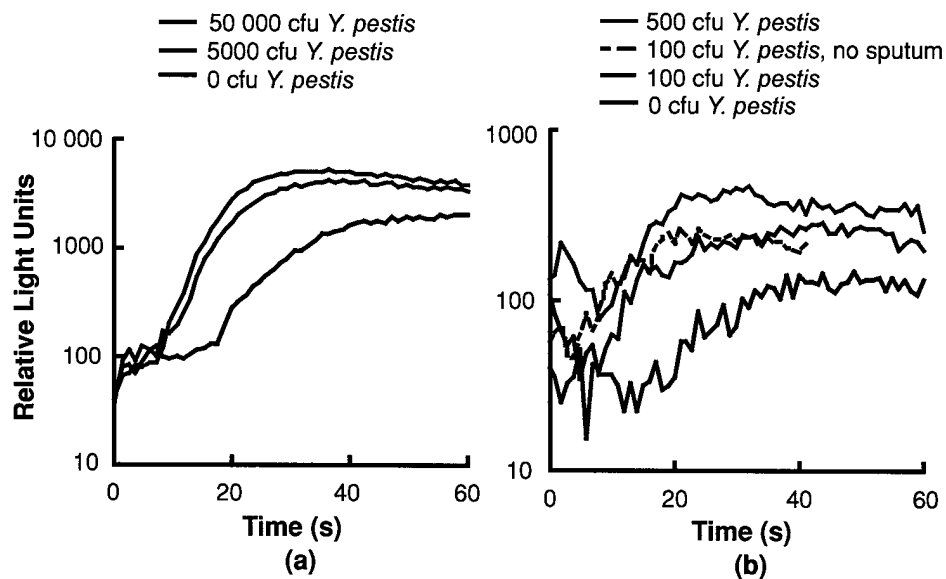 50 000 cfu Y. pestis
5000 cfu Y. pestis
0 cfu Y. pestis
10 000
1000
100
10
Relative Light Units
0
20
40
60
Time (s)
(a)
500 cfu Y. pestis
100 cfu Y. pestis, no sputum
100 cfu Y. pestis
0 cfu Y. pestis
1000
100
10
0
20
40
60
Time (s)
(b)